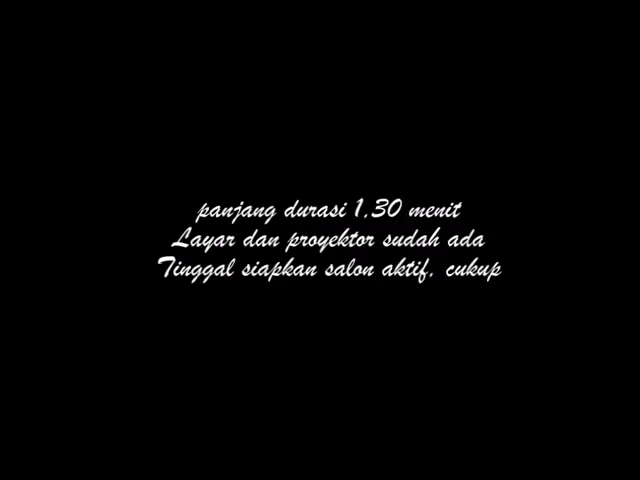 panjang durasi 1.30 menit
Layar dan proyektor sudah ada
Tinggal siapkan salon aktif. cukup